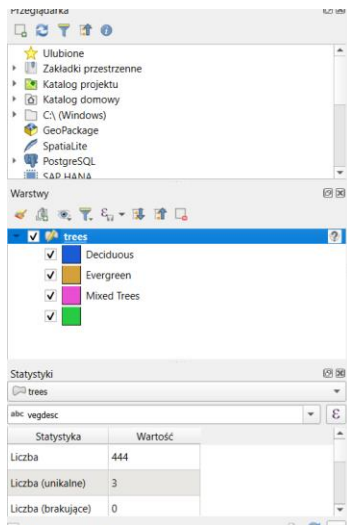 Przeglądarka
Ulubione
Zakładki przestrzenne
Katalog projektu
Katalog domowy
C:\ (Windows)
GeoPackage
SpatiaLite
PostgreSQL
SAP HANA
Warstwy
trees
Deciduous
Evergreen
Mixed Trees
Statystyki
trees
abc vegdesc
Statystyka Wartość
Liczba 444
Liczba (unikalne) 3
Liczba (brakujące) 0